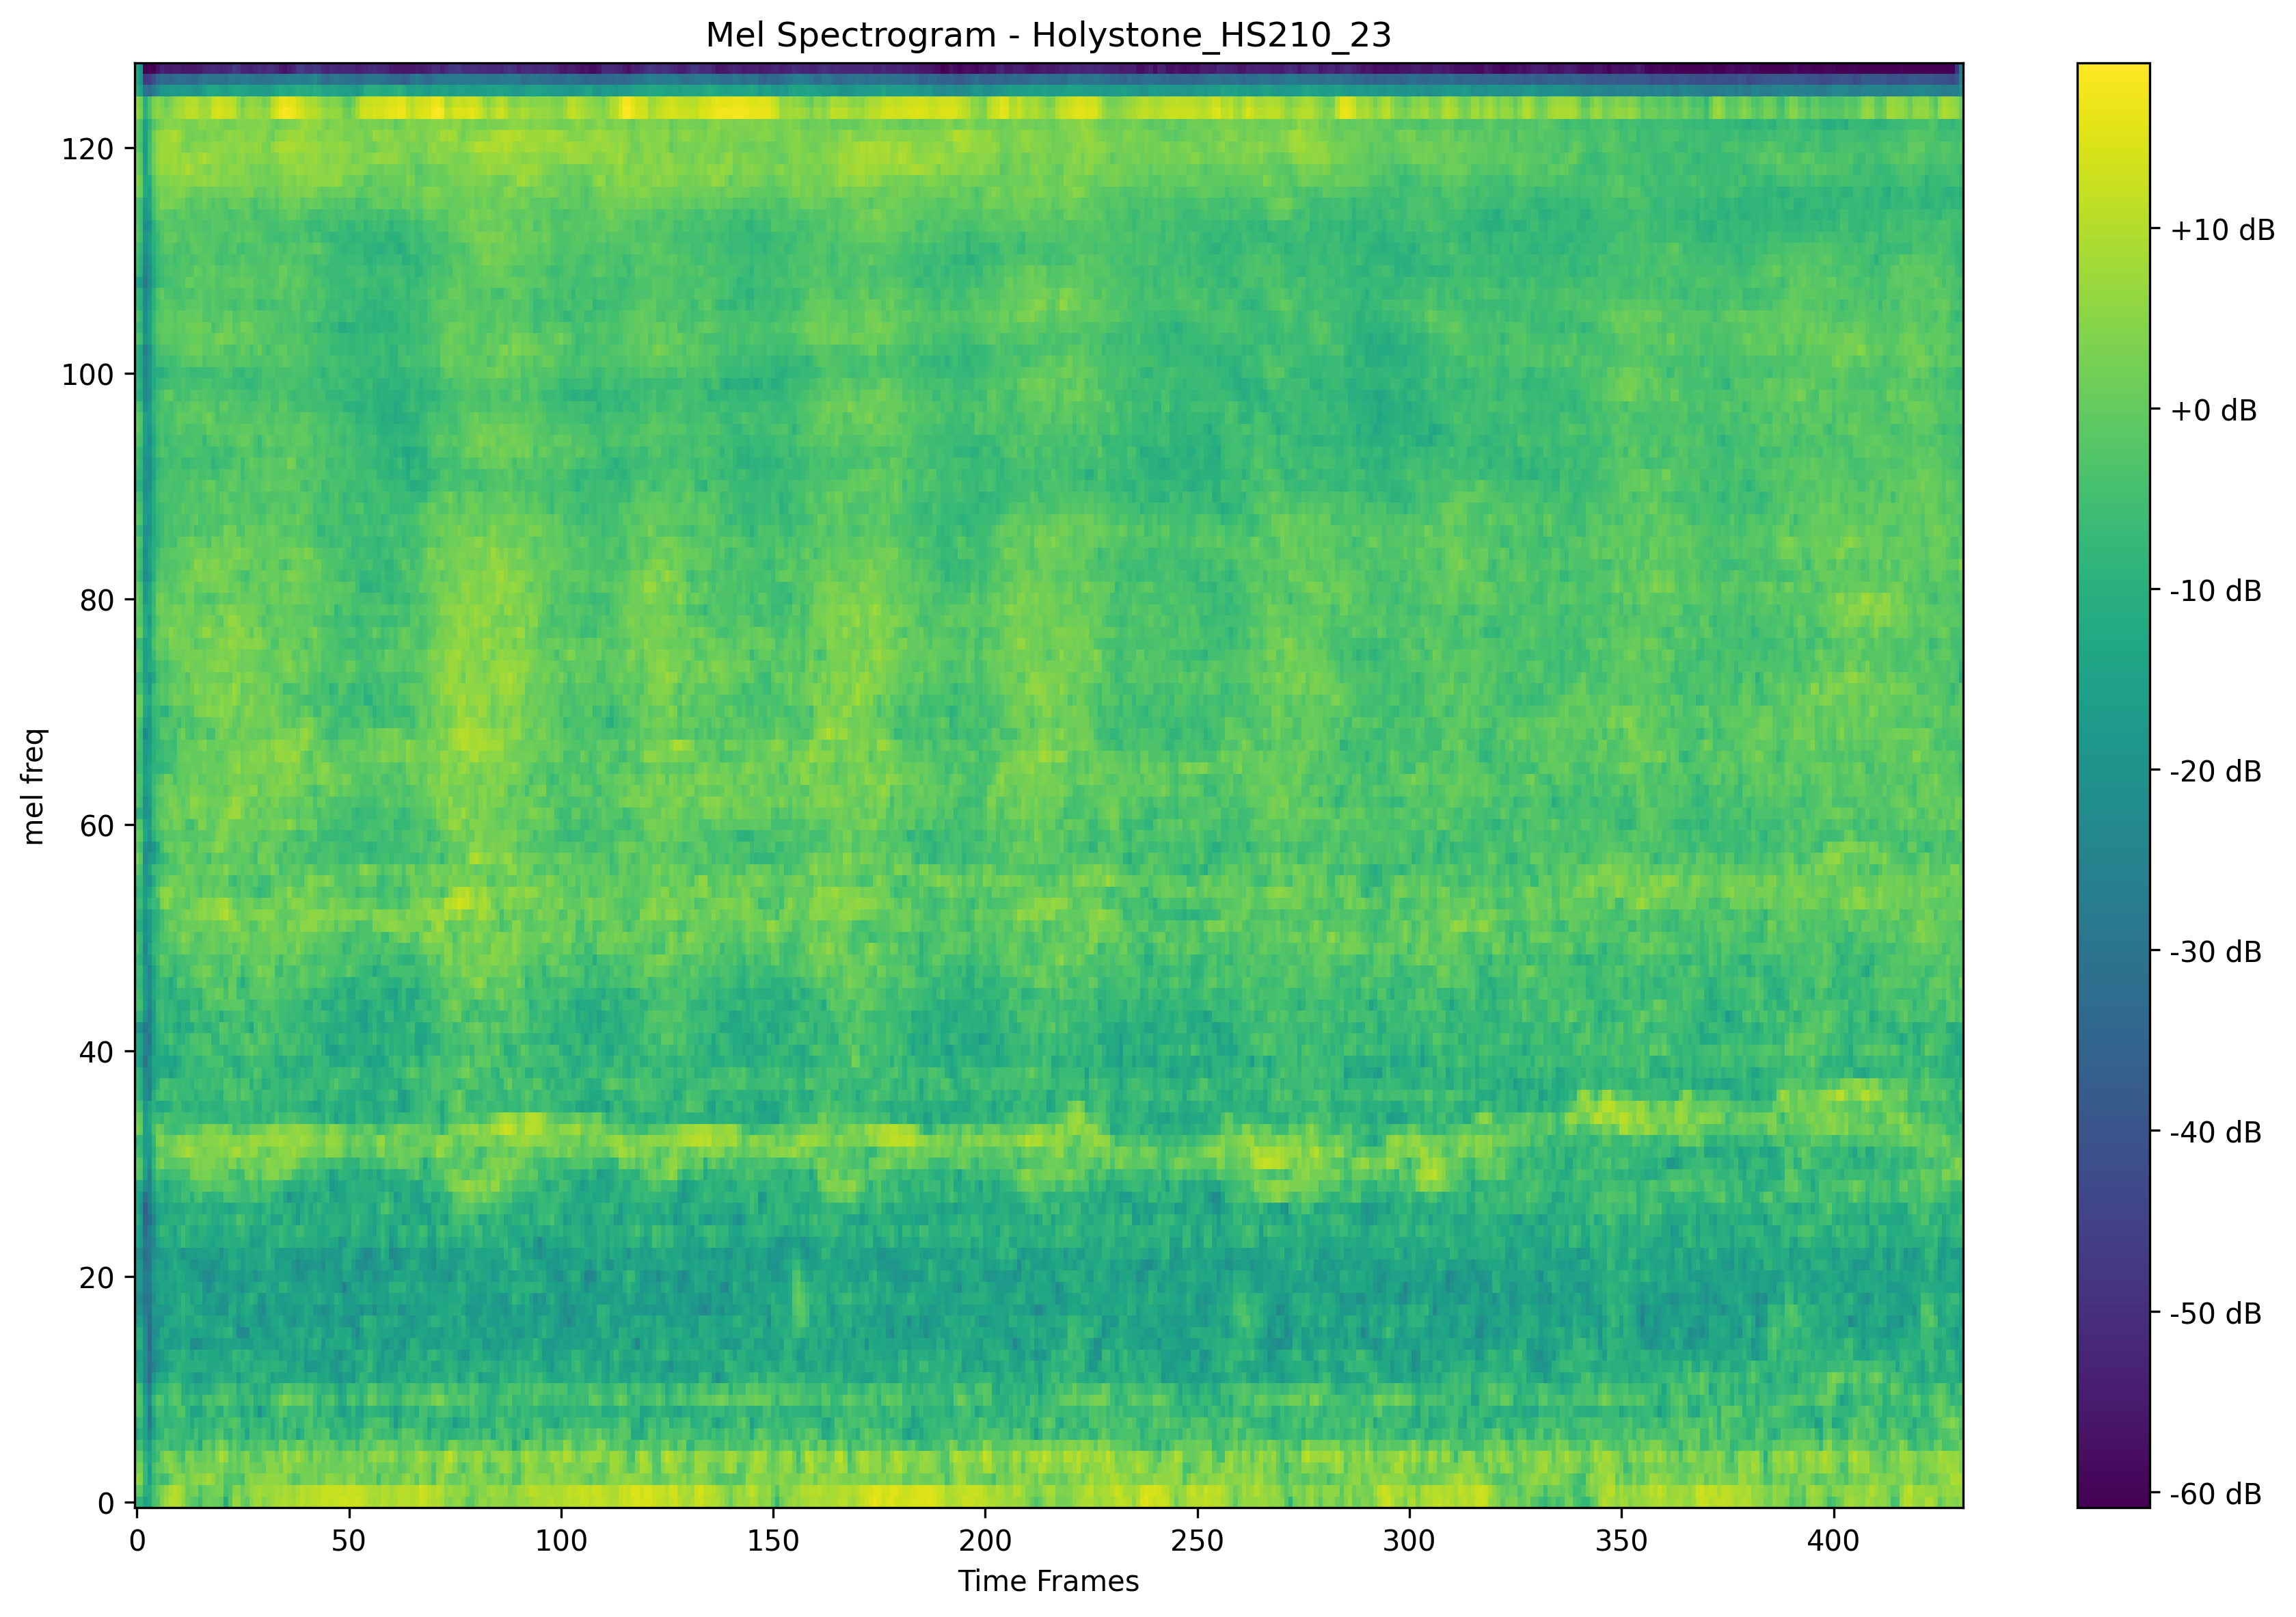 Mel Spectrogram - Holystone_HS210_23
mel freq
120
100
80
60
40
20
0
0 50 100 150 200 250 300 350 400
Time Frames
+10 dB
+0 dB
-10 dB
-20 dB
-30 dB
-40 dB
-50 dB
-60 dB